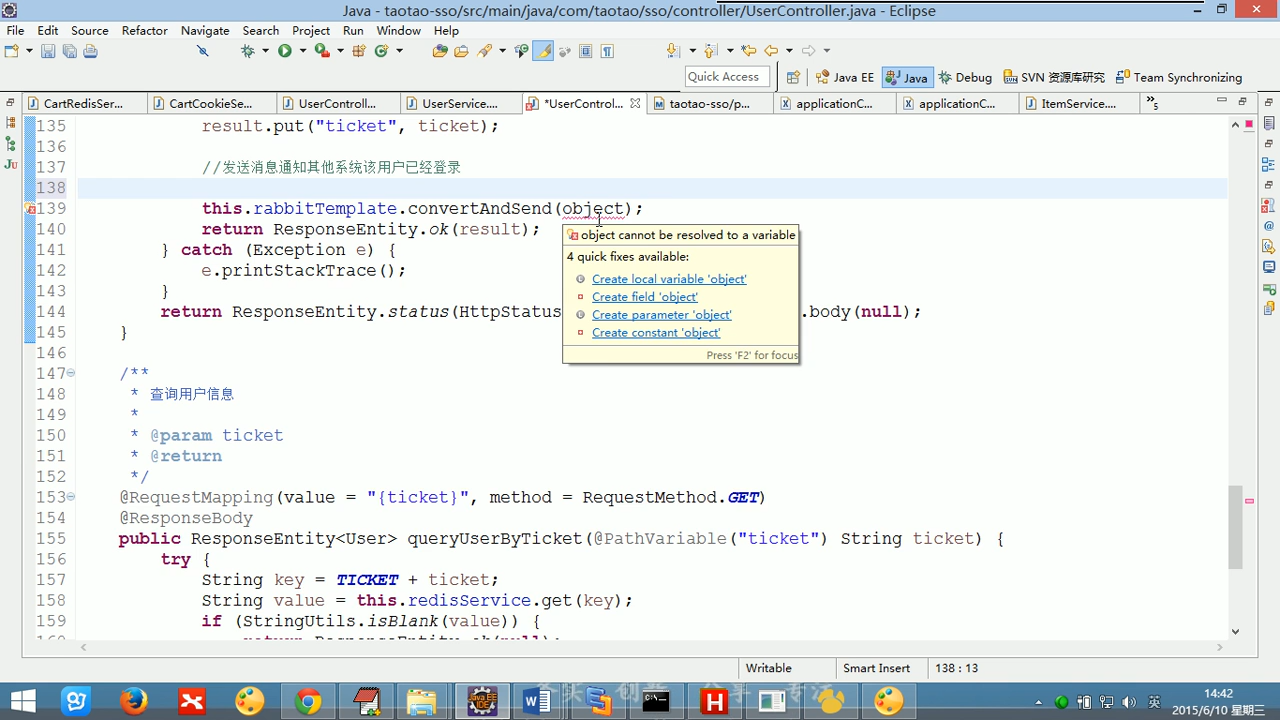 Java - taotao-sso/src/main/java/com/taotao/sso/controller/UserController.java - Eclipse
File Edit Source Refactor Navigate Search Project Run Window Help
Quick Access
Java EE
Java
Debug
SVN 资源库研究
Team Synchronizing
CartRedisSer...
CartCookieSe...
UserControll...
UserService....
*UserControl...
taotao-sso/p...
applicationC...
applicationC...
ItemService....
»5
135 result.put("ticket", ticket);
136
137 //发送消息通知其他系统该用户已经登录
138
139 this.rabbitTemplate.convertAndSend(object);
140 return ResponseEntity.ok(result);
141 } catch (Exception e) {
142 e.printStackTrace();
143 }
144 return ResponseEntity.status(HttpStatus .body(null);
145 }
146
147 /**
148 * 查询用户信息
149 *
150 * @param ticket
151 * @return
152 */
153 @RequestMapping(value = "{ticket}", method = RequestMethod.GET)
154 @ResponseBody
155 public ResponseEntity<User> queryUserByTicket(@PathVariable("ticket") String ticket) {
156 try {
157 String key = TICKET + ticket;
158 String value = this.redisService.get(key);
159 if (StringUtils.isBlank(value)) {
160 return ResponseEntity.ok(null);
object cannot be resolved to a variable
4 quick fixes available:
Create local variable 'object'
Create field 'object'
Create parameter 'object'
Create constant 'object'
Press 'F2' for focus
Writable
Smart Insert
138 : 13
英
14:42
2015/6/10 星期三